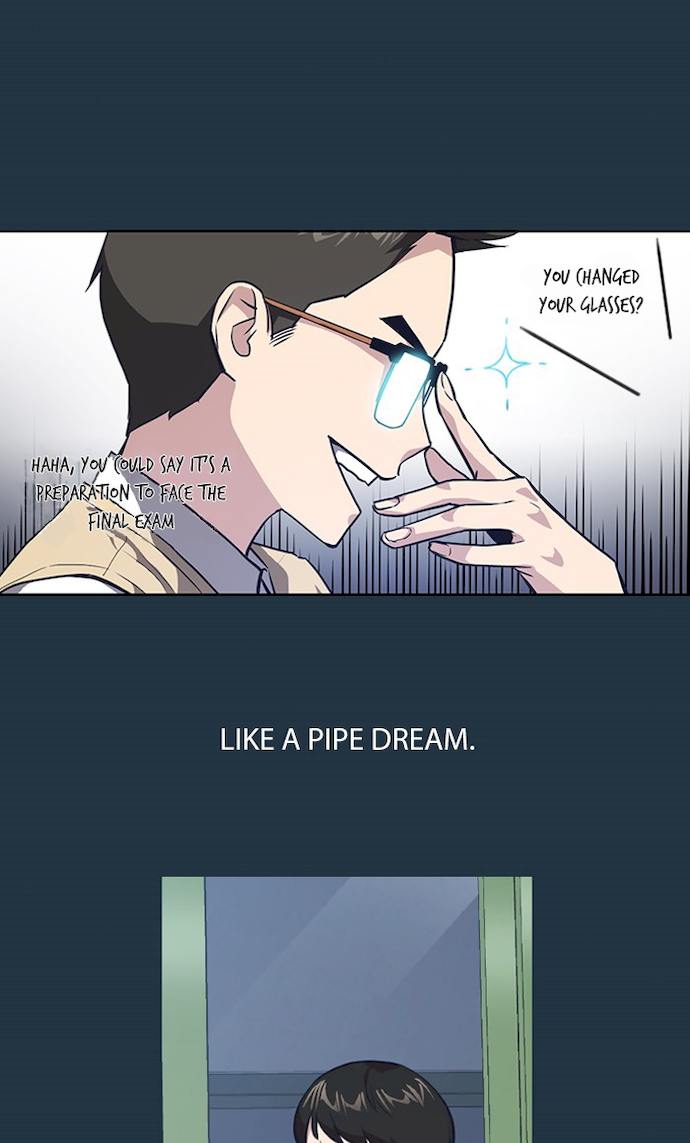 YOU CHANGED
YOUR GLASSES?
HAHA, YOU COULD SAY IT'S A
PREPARATION TO FACE THE
FINAL EXAM
LIKE A PIPE DREAM.